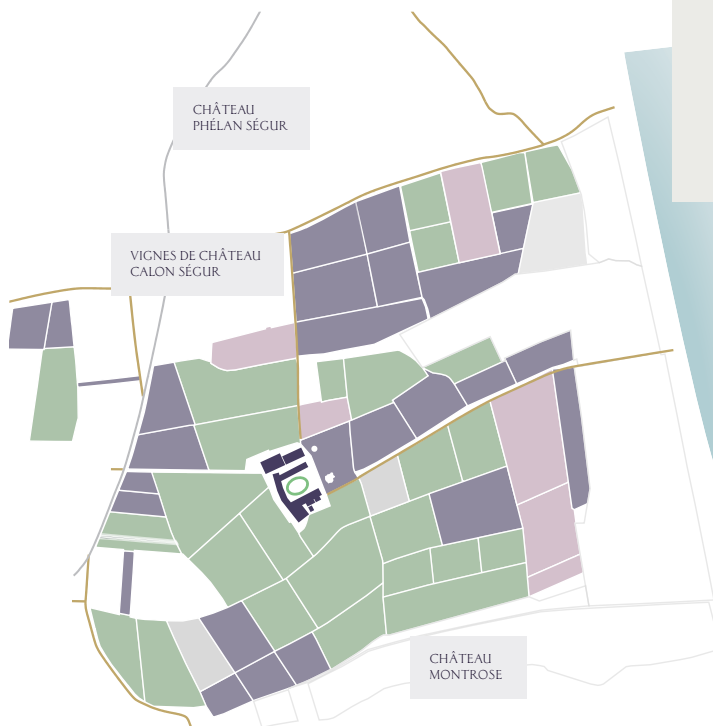 CHÂTEAU
PHÉLAN SÉGUR
VIGNES DE CHÂTEAU
CALON SÉGUR
CHÂTEAU
MONTROSE